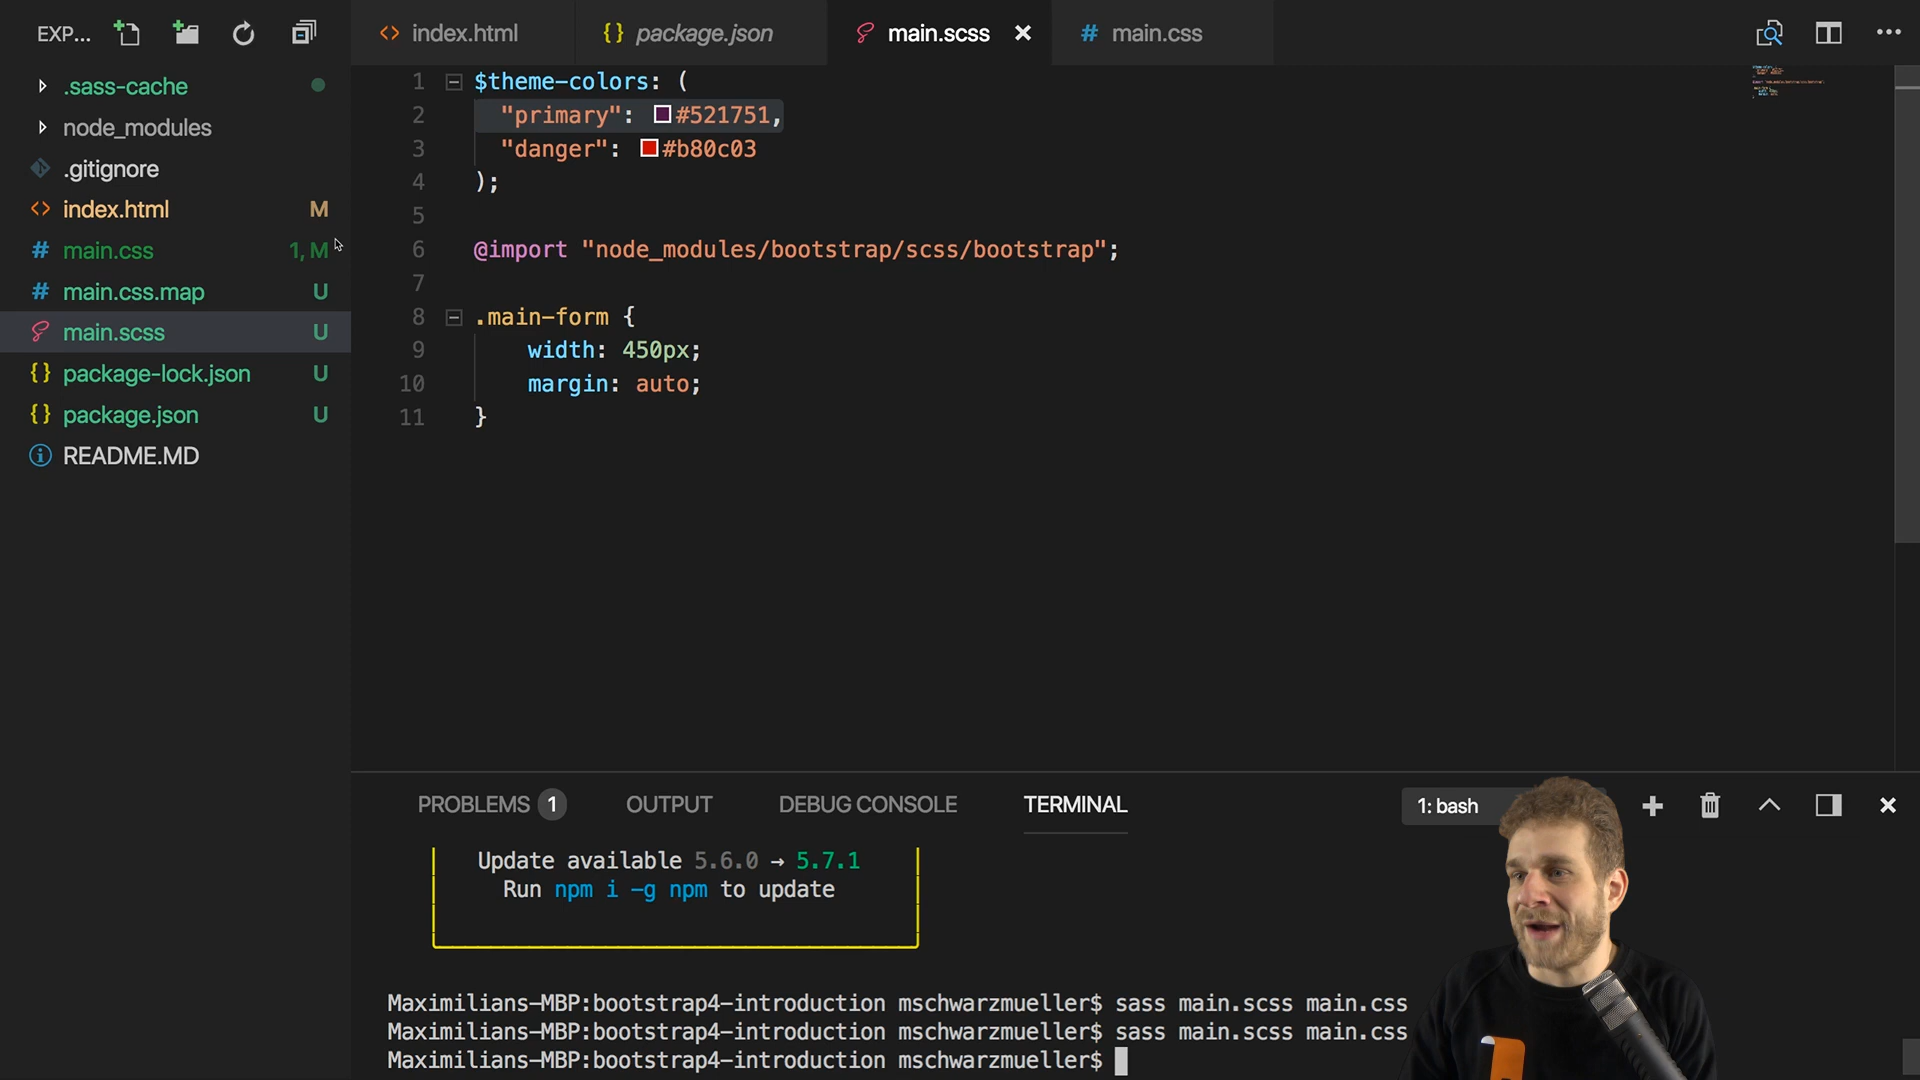 EXP...
.sass-cache
node_modules
.gitignore
index.html M
main.css 1, M
main.css.map U
main.scss U
package-lock.json U
package.json U
README.MD
index.html
package.json
main.scss
main.css
1 $theme-colors: (
2 "primary": #521751,
3 "danger": #b80c03
4 );
5
6 @import "node_modules/bootstrap/scss/bootstrap";
7
8 .main-form {
9 width: 450px;
10 margin: auto;
11 }
PROBLEMS 1 OUTPUT DEBUG CONSOLE TERMINAL 1: bash
Update available 5.6.0 → 5.7.1
Run npm i -g npm to update
Maximilians-MBP:bootstrap4-introduction mschwarzmueller$ sass main.scss main.css
Maximilians-MBP:bootstrap4-introduction mschwarzmueller$ sass main.scss main.css
Maximilians-MBP:bootstrap4-introduction mschwarzmueller$